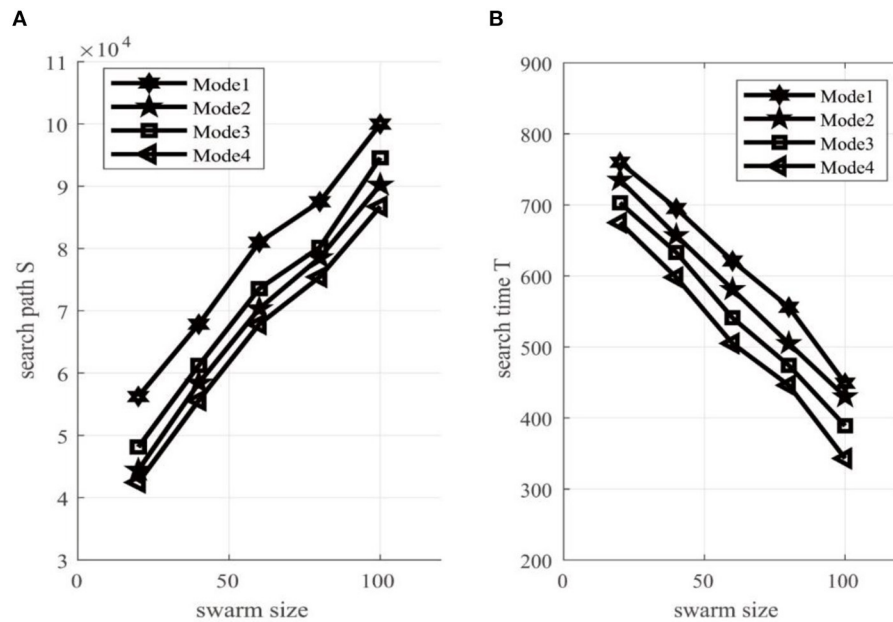 A
×10⁴
11
10
9
8
7
6
5
4
3
0
50
100
search path S
swarm size
Mode1
Mode2
Mode3
Mode4
B
900
800
700
600
500
400
300
200
0
50
100
search time T
swarm size
Mode1
Mode2
Mode3
Mode4